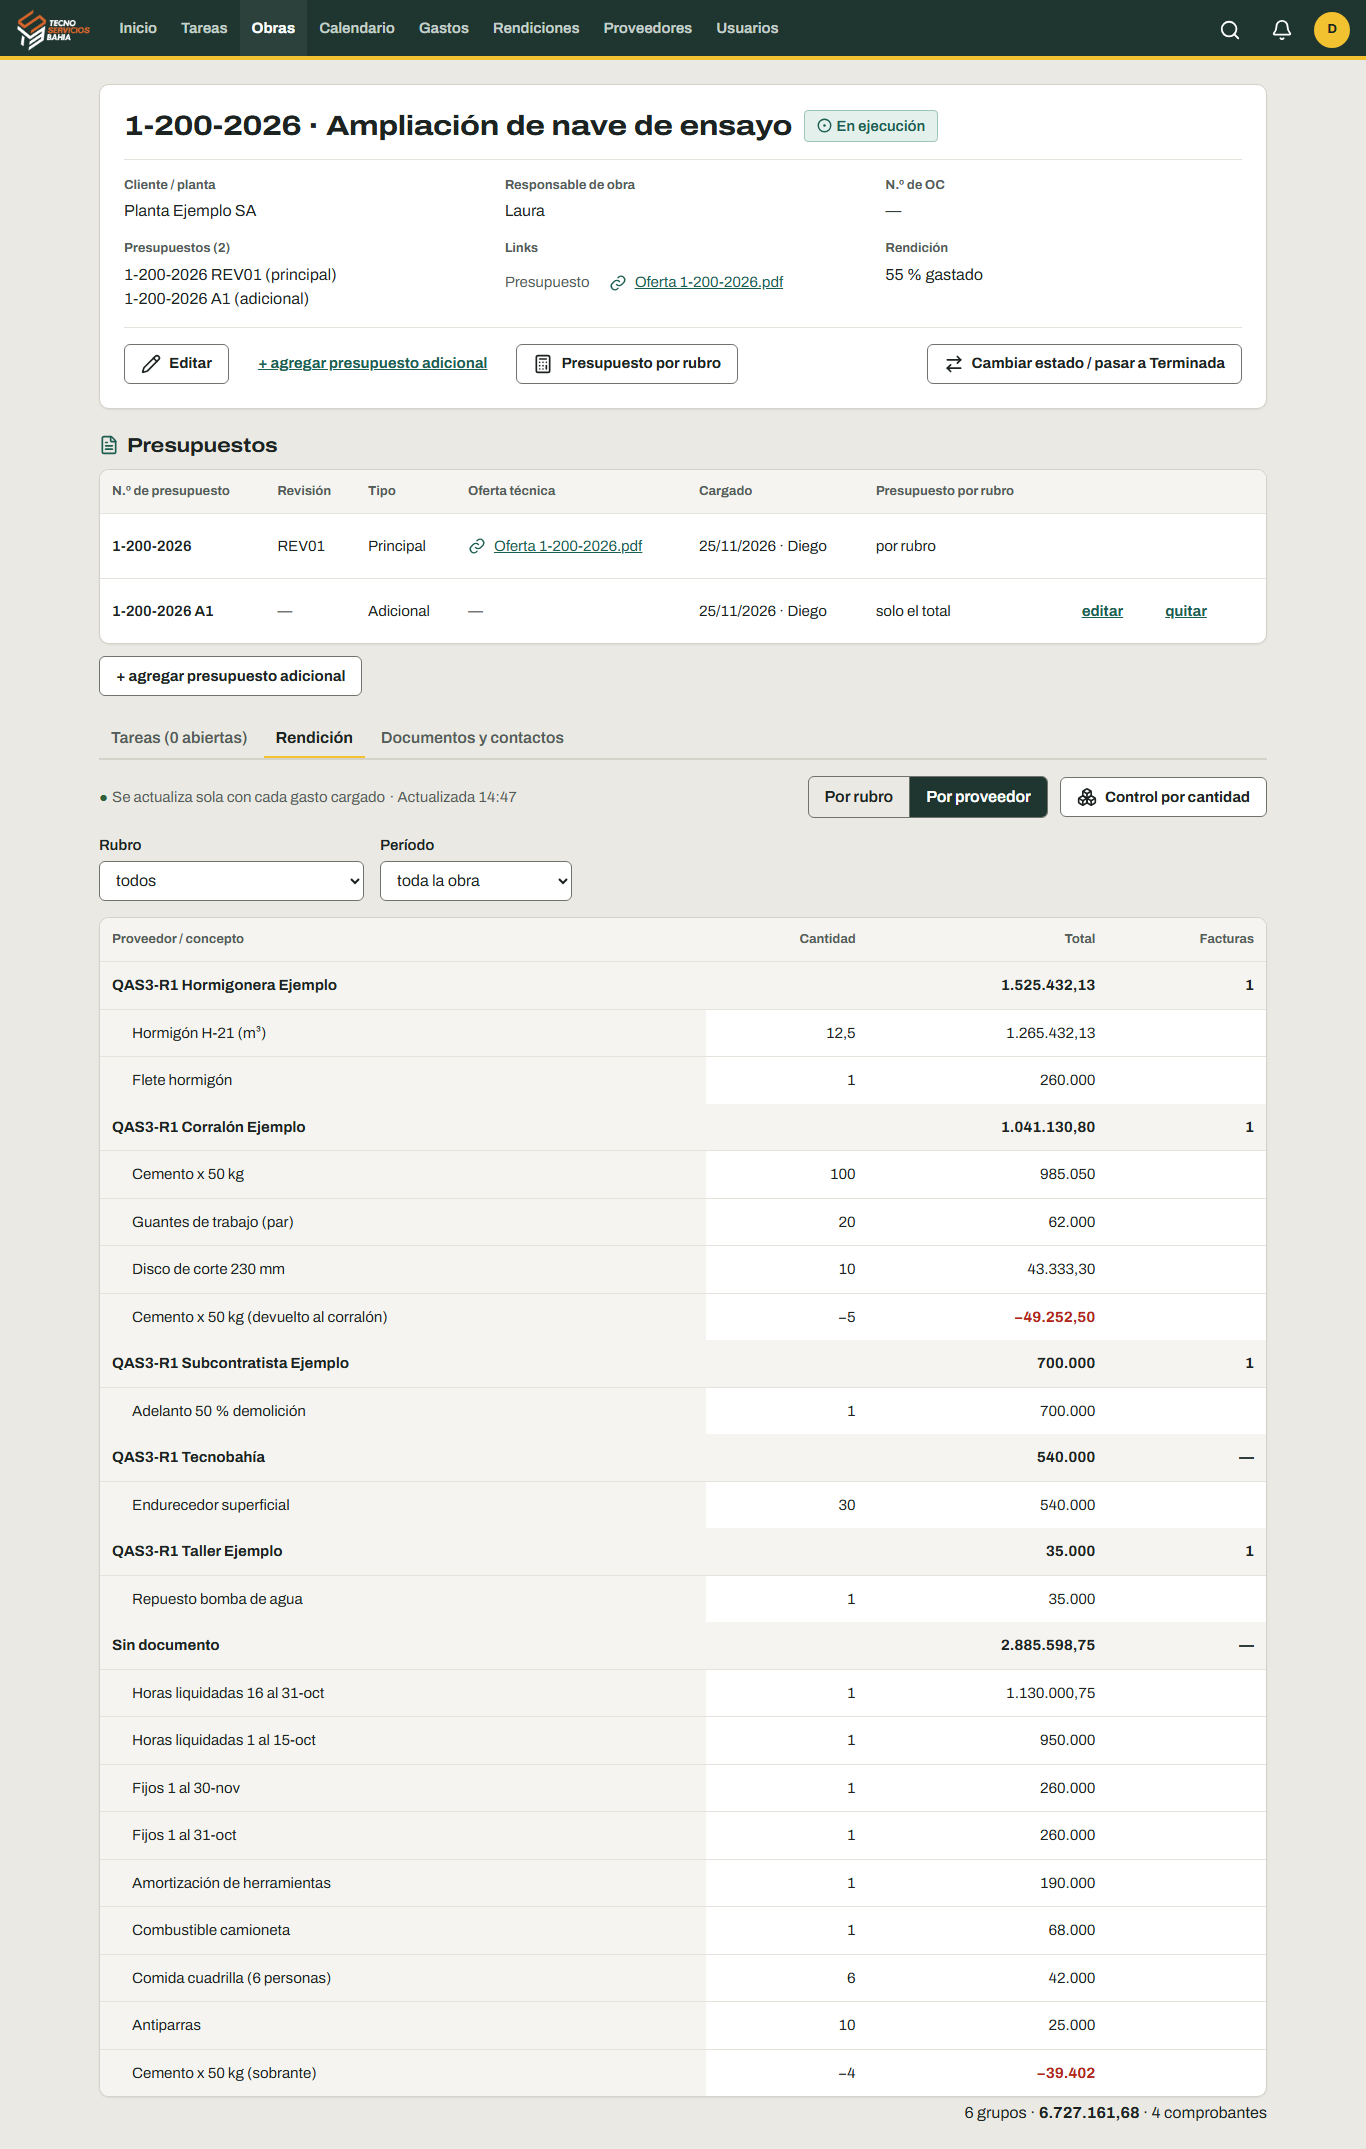 TECNO SERVICIOS BAHIA Inicio Tareas Obras Calendario Gastos Rendiciones Proveedores Usuarios D
1-200-2026 · Ampliación de nave de ensayo En ejecución
Cliente / planta Responsable de obra N.º de OC
Planta Ejemplo SA Laura —
Presupuestos (2) Links Rendición
1-200-2026 REV01 (principal) Presupuesto Oferta 1-200-2026.pdf 55 % gastado
1-200-2026 A1 (adicional)
Editar + agregar presupuesto adicional Presupuesto por rubro Cambiar estado / pasar a Terminada
Presupuestos
N.º de presupuesto Revisión Tipo Oferta técnica Cargado Presupuesto por rubro
1-200-2026 REV01 Principal Oferta 1-200-2026.pdf 25/11/2026 · Diego por rubro
1-200-2026 A1 — Adicional — 25/11/2026 · Diego solo el total editar quitar
+ agregar presupuesto adicional
Tareas (0 abiertas) Rendición Documentos y contactos
● Se actualiza sola con cada gasto cargado · Actualizada 14:47 Por rubro Por proveedor Control por cantidad
Rubro Período
todos toda la obra
Proveedor / concepto Cantidad Total Facturas
QAS3-R1 Hormigonera Ejemplo 1.525.432,13 1
Hormigón H-21 (m³) 12,5 1.265.432,13
Flete hormigón 1 260.000
QAS3-R1 Corralón Ejemplo 1.041.130,80 1
Cemento x 50 kg 100 985.050
Guantes de trabajo (par) 20 62.000
Disco de corte 230 mm 10 43.333,30
Cemento x 50 kg (devuelto al corralón) −5 −49.252,50
QAS3-R1 Subcontratista Ejemplo 700.000 1
Adelanto 50 % demolición 1 700.000
QAS3-R1 Tecnobahía 540.000 —
Endurecedor superficial 30 540.000
QAS3-R1 Taller Ejemplo 35.000 1
Repuesto bomba de agua 1 35.000
Sin documento 2.885.598,75 —
Horas liquidadas 16 al 31-oct 1 1.130.000,75
Horas liquidadas 1 al 15-oct 1 950.000
Fijos 1 al 30-nov 1 260.000
Fijos 1 al 31-oct 1 260.000
Amortización de herramientas 1 190.000
Combustible camioneta 1 68.000
Comida cuadrilla (6 personas) 6 42.000
Antiparras 10 25.000
Cemento x 50 kg (sobrante) −4 −39.402
6 grupos · 6.727.161,68 · 4 comprobantes